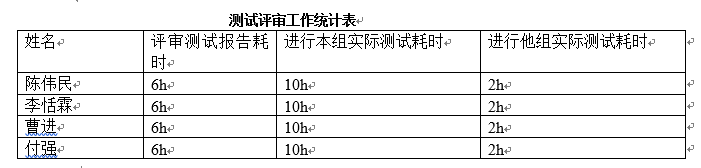 测试评审工作统计表
姓名 评审测试报告耗时 进行本组实际测试耗时 进行他组实际测试耗时
陈伟民 6h 10h 2h
李恬霖 6h 10h 2h
曹进 6h 10h 2h
付强 6h 10h 2h